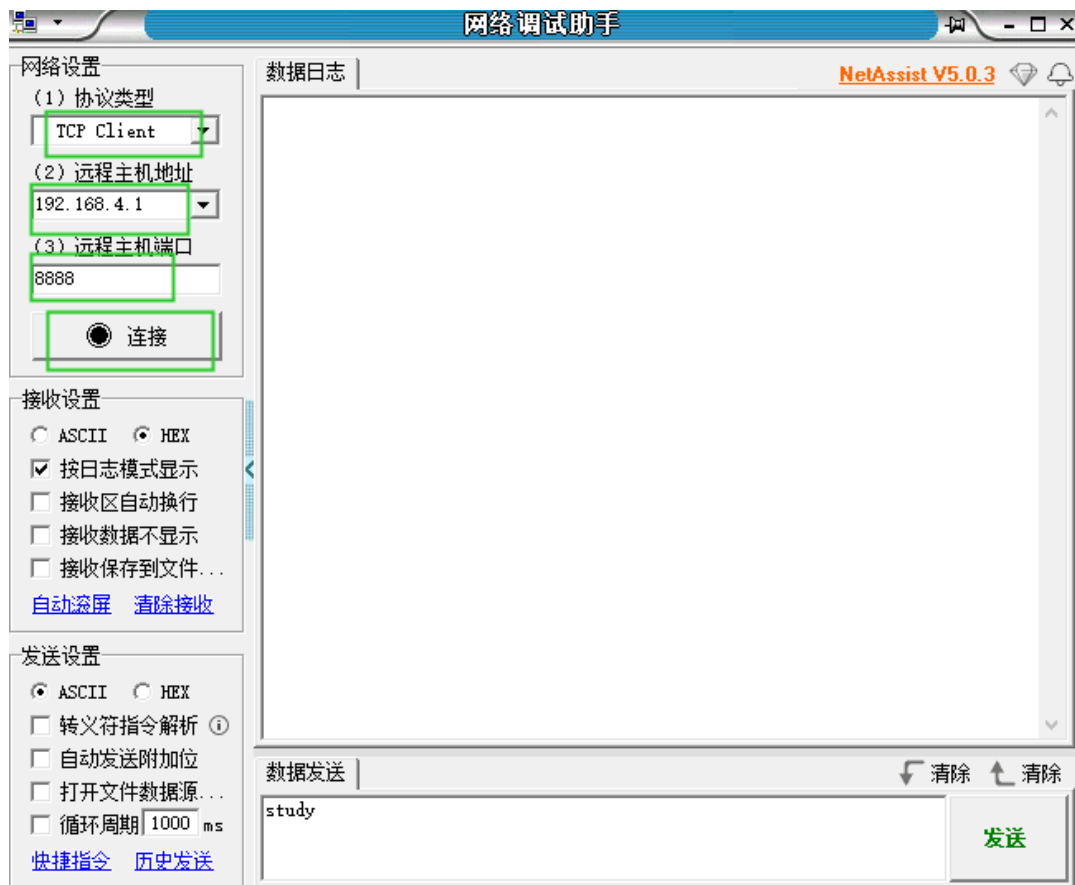 网络调试助手
网络设置
(1) 协议类型
TCP Client
(2) 远程主机地址
192.168.4.1
(3) 远程主机端口
8888
连接
接收设置
ASCII HEX
按日志模式显示
接收区自动换行
接收数据不显示
接收保存到文件...
自动滚屏 清除接收
发送设置
ASCII HEX
转义符指令解析
自动发送附加位
打开文件数据源...
循环周期 1000 ms
快捷指令 历史发送
数据日志
NetAssist V5.0.3
数据发送
清除 清除
study
发送